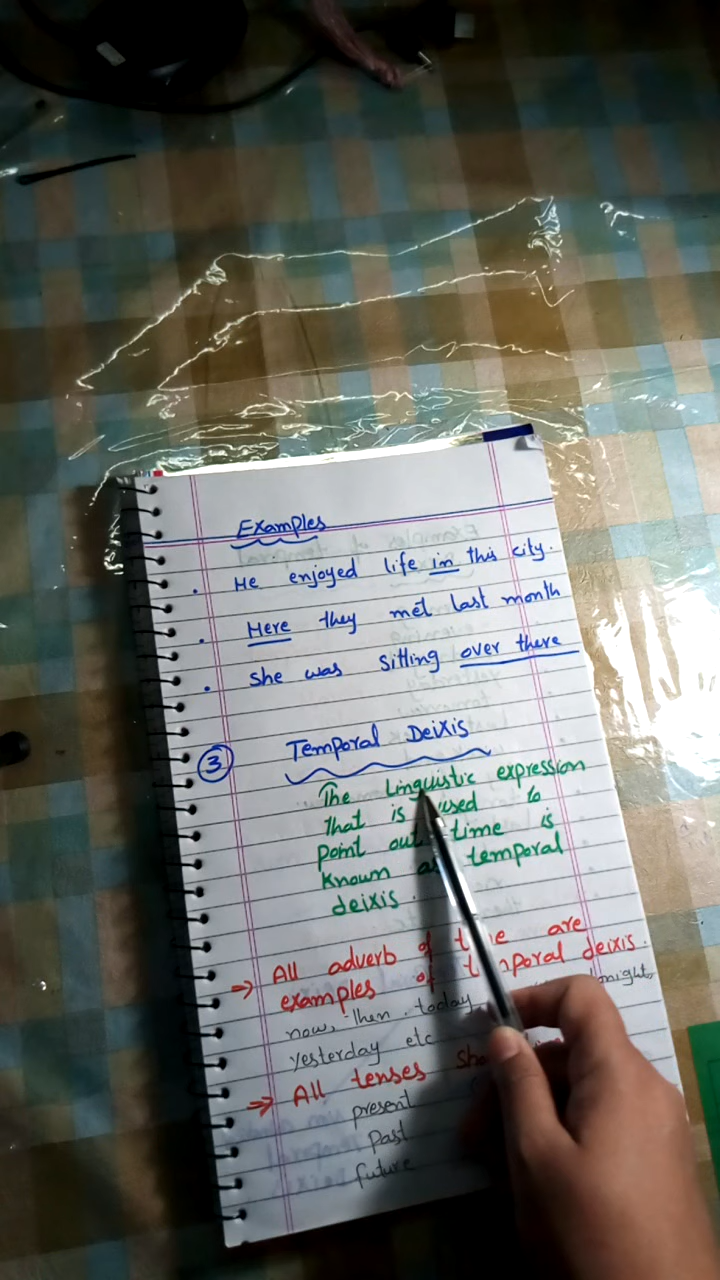 Examples
. He enjoyed life in this city.
. Here they met last month
. she was sitting over there
3 Temporal Deixis
The Linguistic expression
that is used to
point out time is
known as temporal
deixis.
⇒ All adverb of time are
examples of temporal deixis.
now, then, today
yesterday etc
⇒ All tenses
present
Past
future